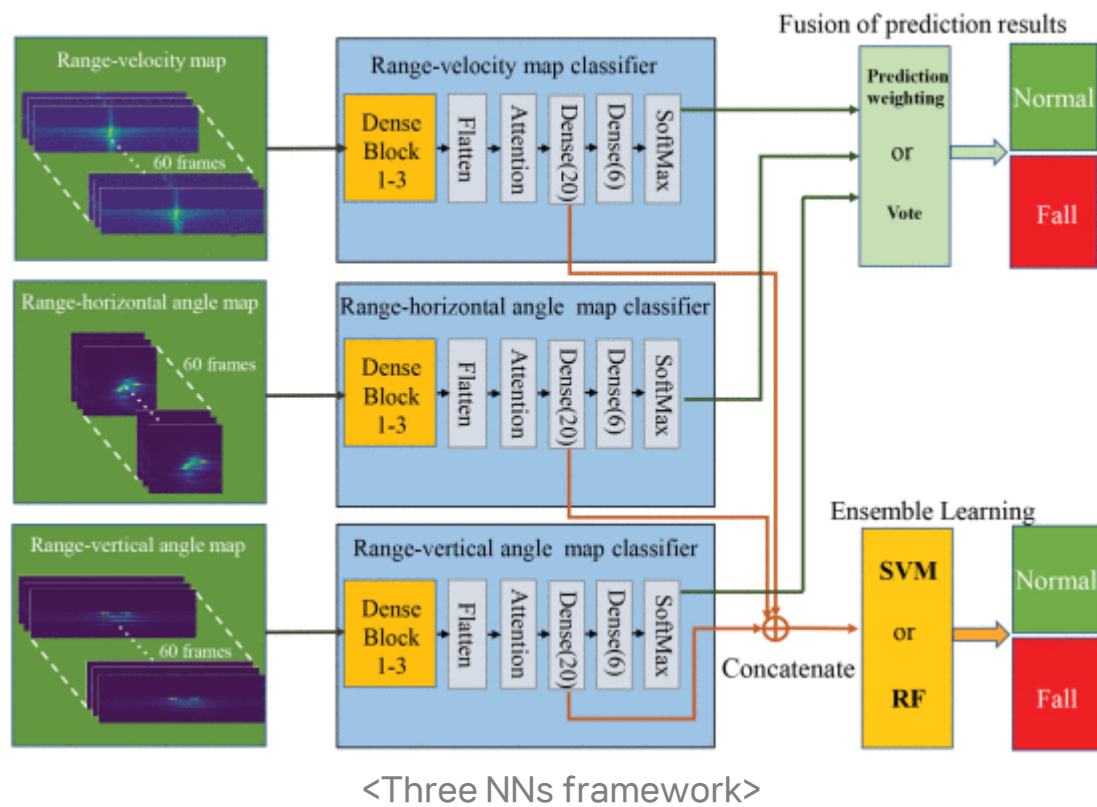 Fusion of prediction results
Range-velocity map
60 frames
Range-velocity map classifier
Dense
Block
1-3
Flatten
Attention
Dense(20)
Dense(6)
SoftMax
Prediction
weighting
or
Vote
Normal
Fall
Range-horizontal angle map
60 frames
Range-horizontal angle map classifier
Dense
Block
1-3
Flatten
Attention
Dense(20)
Dense(6)
SoftMax
Range-vertical angle map
60 frames
Range-vertical angle map classifier
Dense
Block
1-3
Flatten
Attention
Dense(20)
Dense(6)
SoftMax
Concatenate
Ensemble Learning
SVM
or
RF
Normal
Fall
<Three NNs framework>